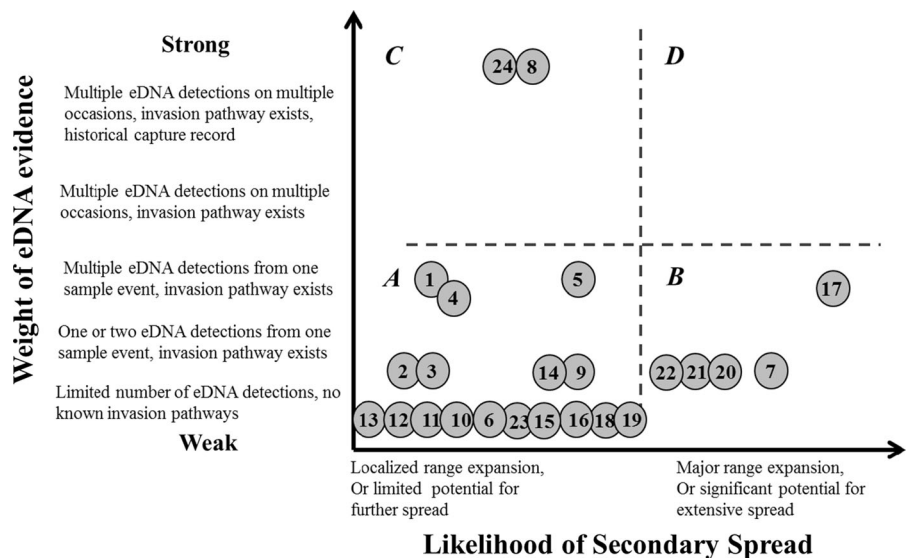 Strong
Weight of eDNA evidence
Multiple eDNA detections on multiple
occasions, invasion pathway exists,
historical capture record
Multiple eDNA detections on multiple
occasions, invasion pathway exists
Multiple eDNA detections from one
sample event, invasion pathway exists
One or two eDNA detections from one
sample event, invasion pathway exists
Limited number of eDNA detections, no
known invasion pathways
Weak
C
D
24 8
A
B
1
4
5
17
2 3 14 9 22 21 20 7
13 12 11 10 6 23 15 16 18 19
Localized range expansion,
Or limited potential for
further spread
Major range expansion,
Or significant potential for
extensive spread
Likelihood of Secondary Spread